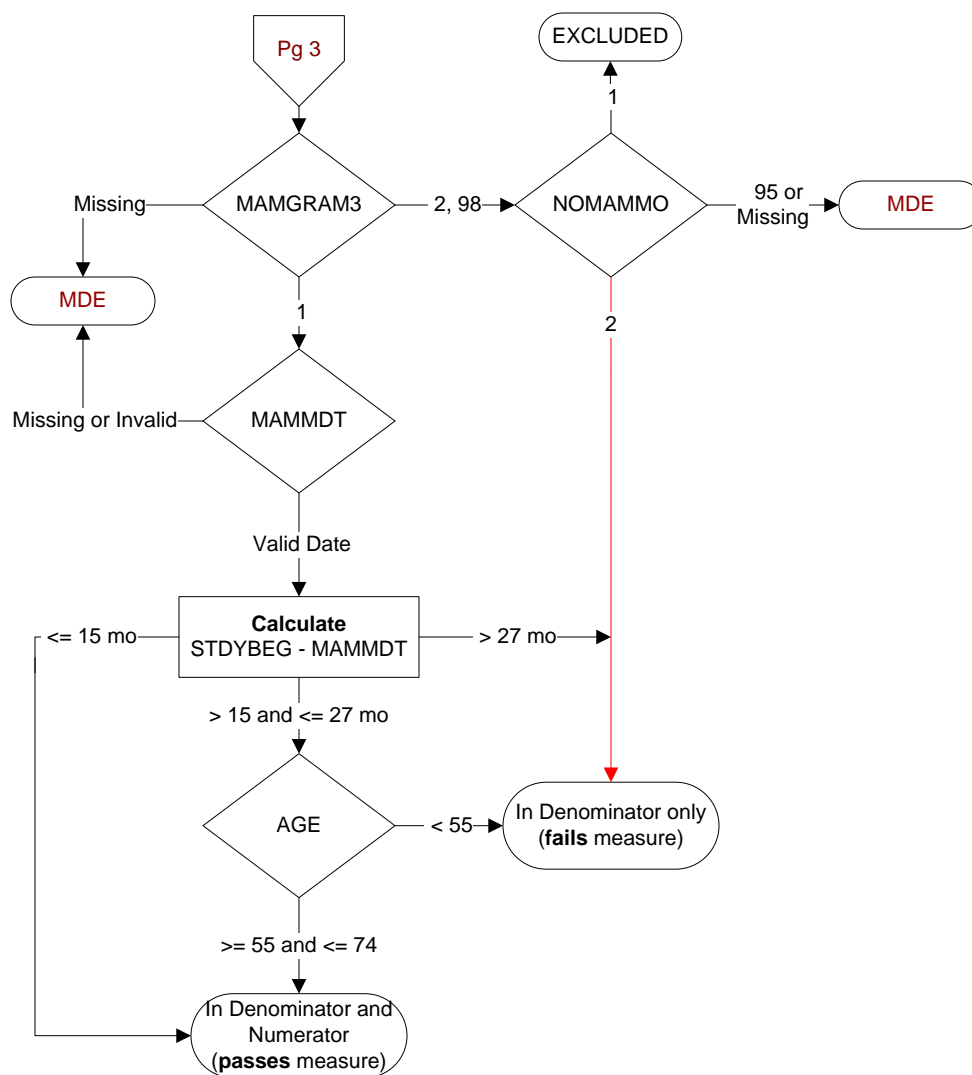 Pg 3
EXCLUDED
1
MAMGRAM3
Missing
2, 98
NOMAMMO
95 or
Missing
MDE
MDE
1
2
MAMMDT
Missing or Invalid
Valid Date
Calculate
STDYBEG - MAMMDT
<= 15 mo
> 27 mo
> 15 and <= 27 mo
AGE
< 55
In Denominator only
(fails measure)
>= 55 and <= 74
In Denominator and
Numerator
(passes measure)